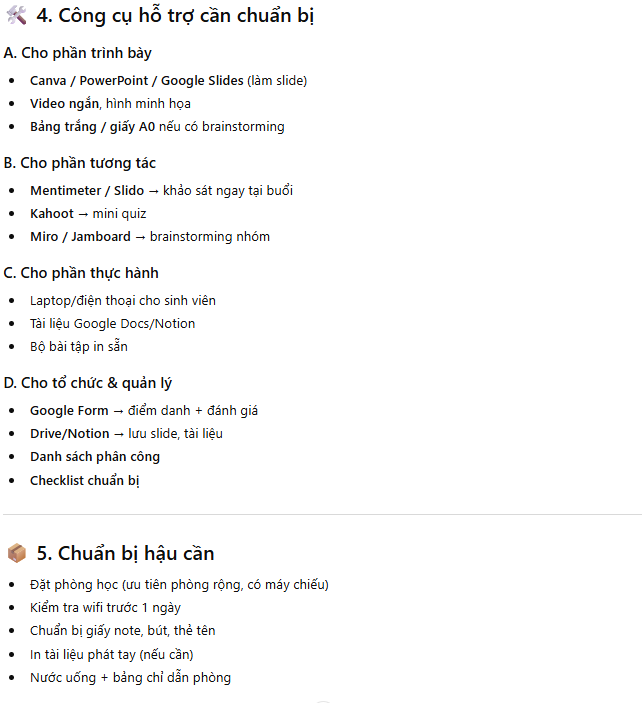 4. Công cụ hỗ trợ cần chuẩn bị
A. Cho phần trình bày
Canva / PowerPoint / Google Slides (làm slide)
Video ngắn, hình minh họa
Bảng trắng / giấy A0 nếu có brainstorming
B. Cho phần tương tác
Mentimeter / Slido → khảo sát ngay tại buổi
Kahoot → mini quiz
Miro / Jamboard → brainstorming nhóm
C. Cho phần thực hành
Laptop/điện thoại cho sinh viên
Tài liệu Google Docs/Notion
Bộ bài tập in sẵn
D. Cho tổ chức & quản lý
Google Form → điểm danh + đánh giá
Drive/Notion → lưu slide, tài liệu
Danh sách phân công
Checklist chuẩn bị
5. Chuẩn bị hậu cần
Đặt phòng học (ưu tiên phòng rộng, có máy chiếu)
Kiểm tra wifi trước 1 ngày
Chuẩn bị giấy note, bút, thẻ tên
In tài liệu phát tay (nếu cần)
Nước uống + bảng chỉ dẫn phòng